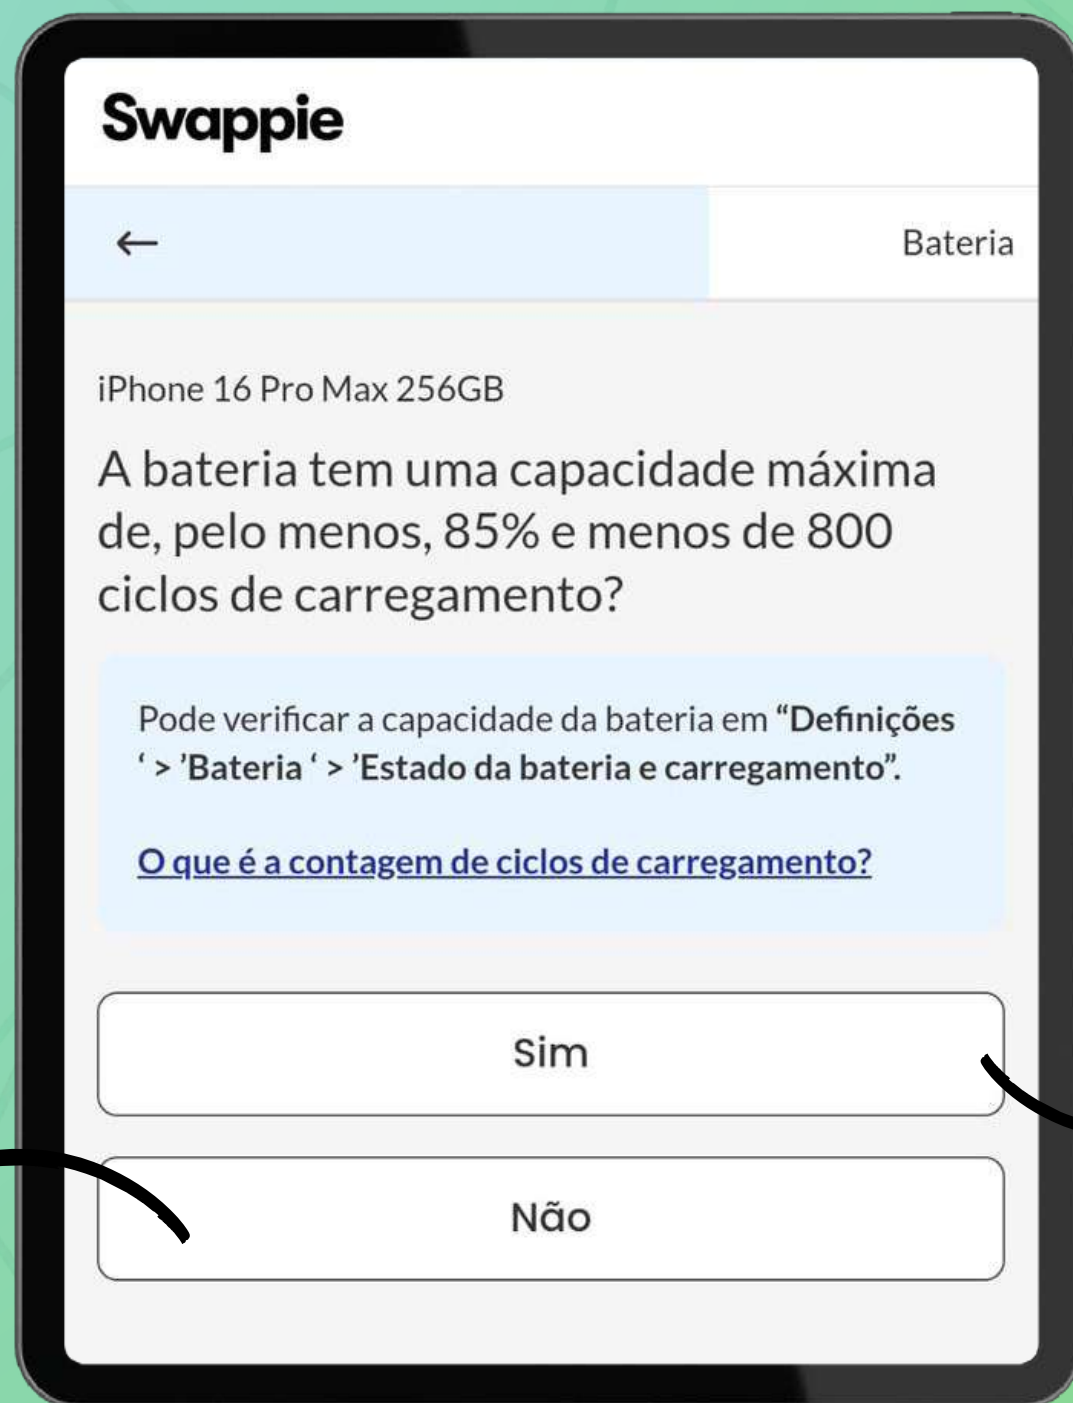 Swappie
Bateria
iPhone 16 Pro Max 256GB
A bateria tem uma capacidade máxima
de, pelo menos, 85% e menos de 800
ciclos de carregamento?
Pode verificar a capacidade da bateria em “Definições
‘ > ’Bateria ‘ > ’Estado da bateria e carregamento”.
O que é a contagem de ciclos de carregamento?
Sim
Não